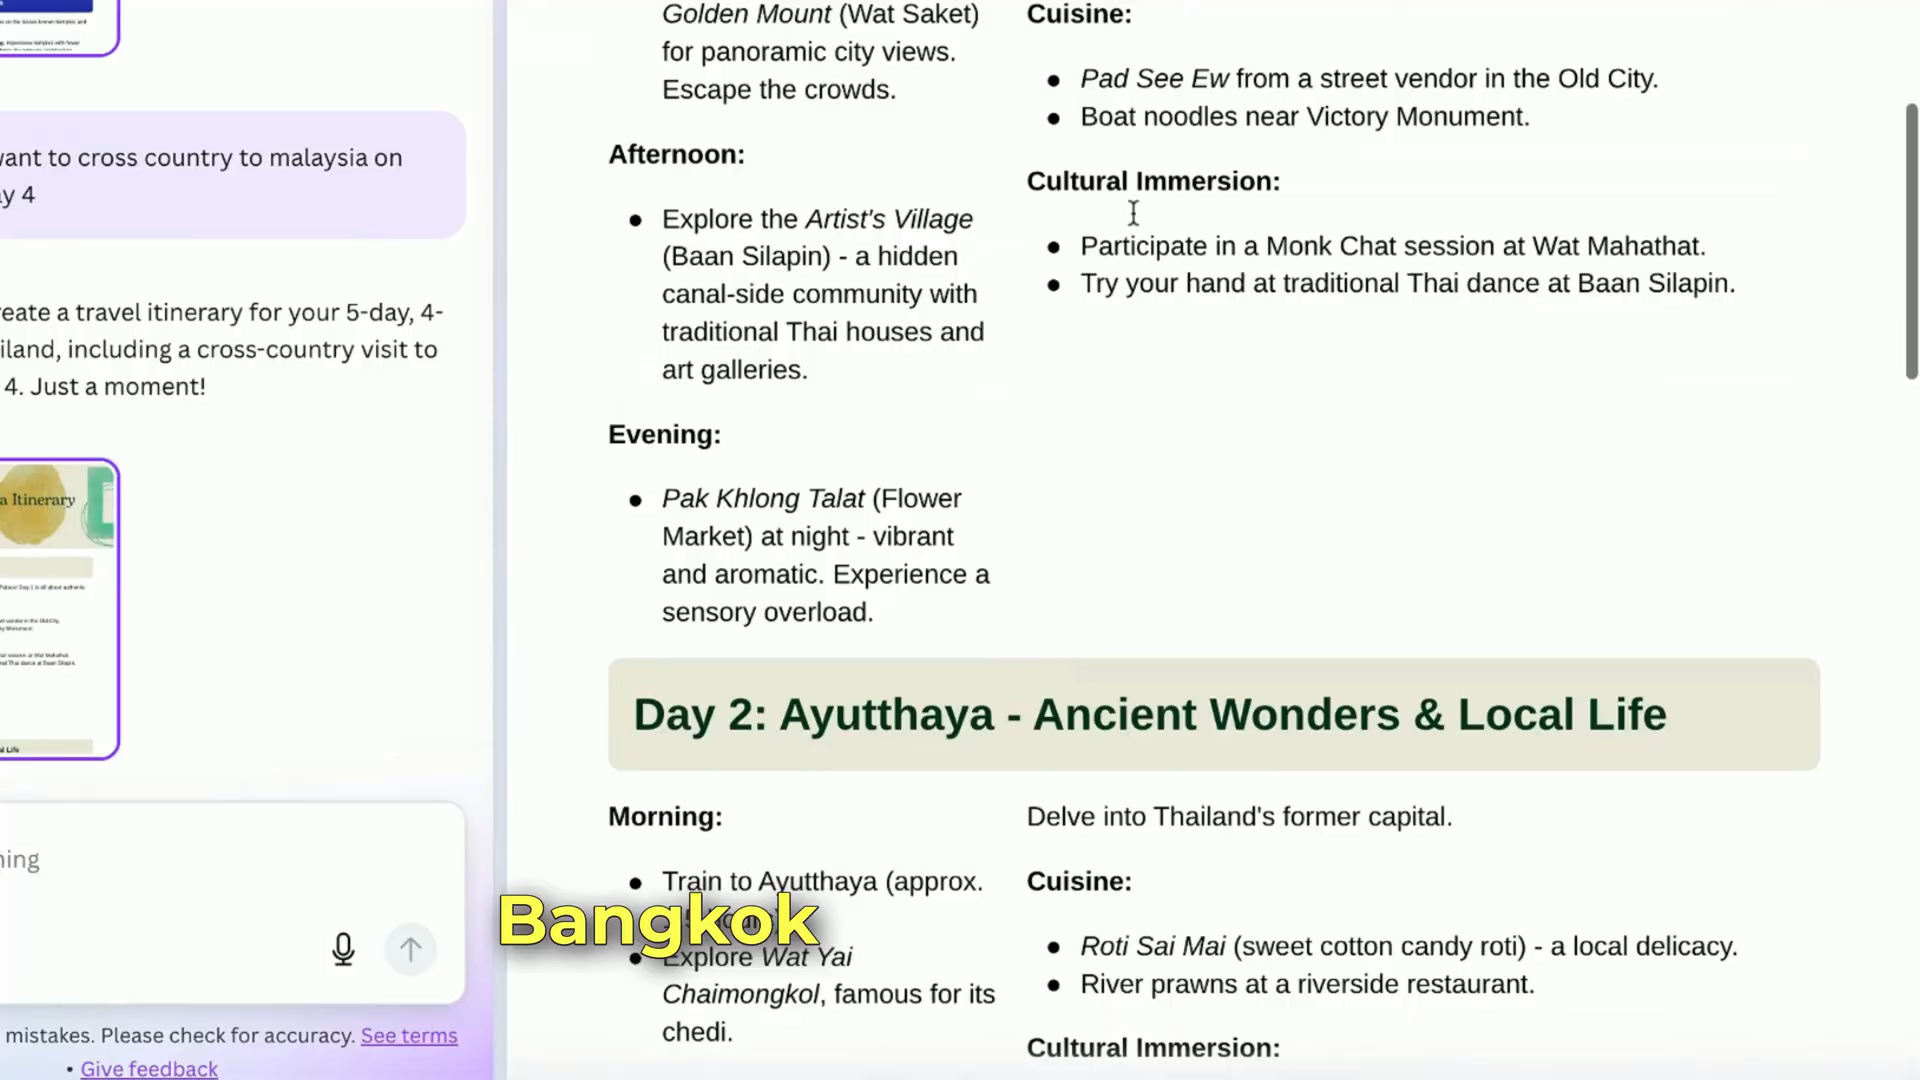 want to cross country to malaysia on
ay 4
reate a travel itinerary for your 5-day, 4-
iland, including a cross-country visit to
4. Just a moment!
a Itinerary
ning
mistakes. Please check for accuracy. See terms
• Give feedback
Golden Mount (Wat Saket)
for panoramic city views.
Escape the crowds.
Afternoon:
● Explore the Artist's Village
(Baan Silapin) - a hidden
canal-side community with
traditional Thai houses and
art galleries.
Evening:
● Pak Khlong Talat (Flower
Market) at night - vibrant
and aromatic. Experience a
sensory overload.
Cuisine:
● Pad See Ew from a street vendor in the Old City.
● Boat noodles near Victory Monument.
Cultural Immersion:
● Participate in a Monk Chat session at Wat Mahathat.
● Try your hand at traditional Thai dance at Baan Silapin.
Day 2: Ayutthaya - Ancient Wonders & Local Life
Morning:
● Train to Ayutthaya (approx.
● Explore Wat Yai
Chaimongkol, famous for its
chedi.
Delve into Thailand's former capital.
Cuisine:
● Roti Sai Mai (sweet cotton candy roti) - a local delicacy.
● River prawns at a riverside restaurant.
Cultural Immersion:
Bangkok